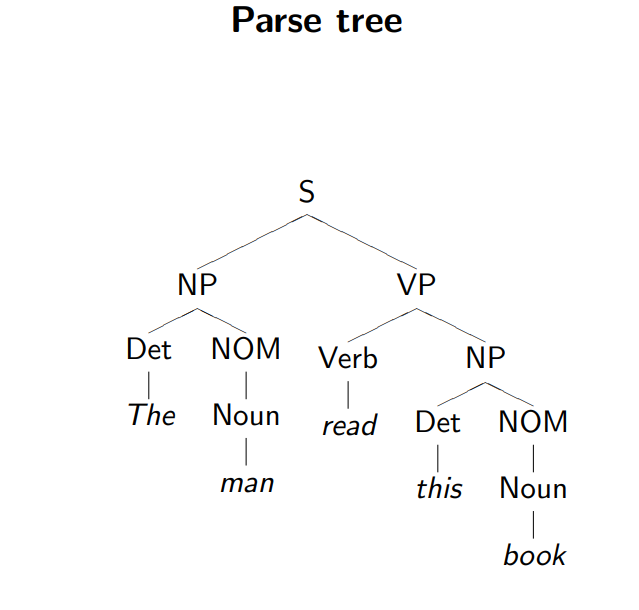 Parse tree
S
NP VP
Det NOM Verb NP
The Noun read Det NOM
man this Noun
book